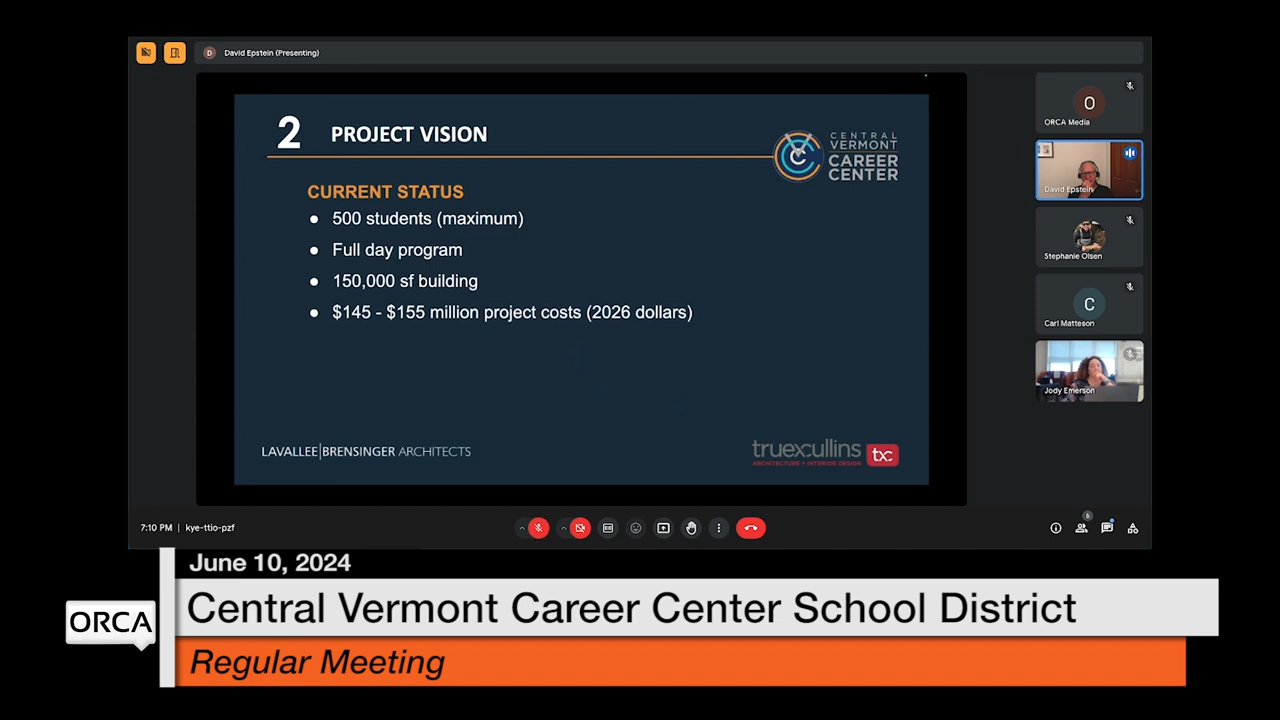 D David Epstein (Presenting)
2 PROJECT VISION
CENTRAL
VERMONT
CAREER
CENTER
C
CURRENT STATUS
● 500 students (maximum)
● Full day program
● 150,000 sf building
● $145 - $155 million project costs (2026 dollars)
LAVALLEE|BRENSINGER ARCHITECTS
truexcullins
ARCHITECTURE + INTERIOR DESIGN
txc
O
ORCA Media
David Epstein
Stephanie Olsen
C
Carl Matteson
Jody Emerson
7:10 PM | kye-ttio-pzf
6
June 10, 2024
ORCA
Central Vermont Career Center School District
Regular Meeting